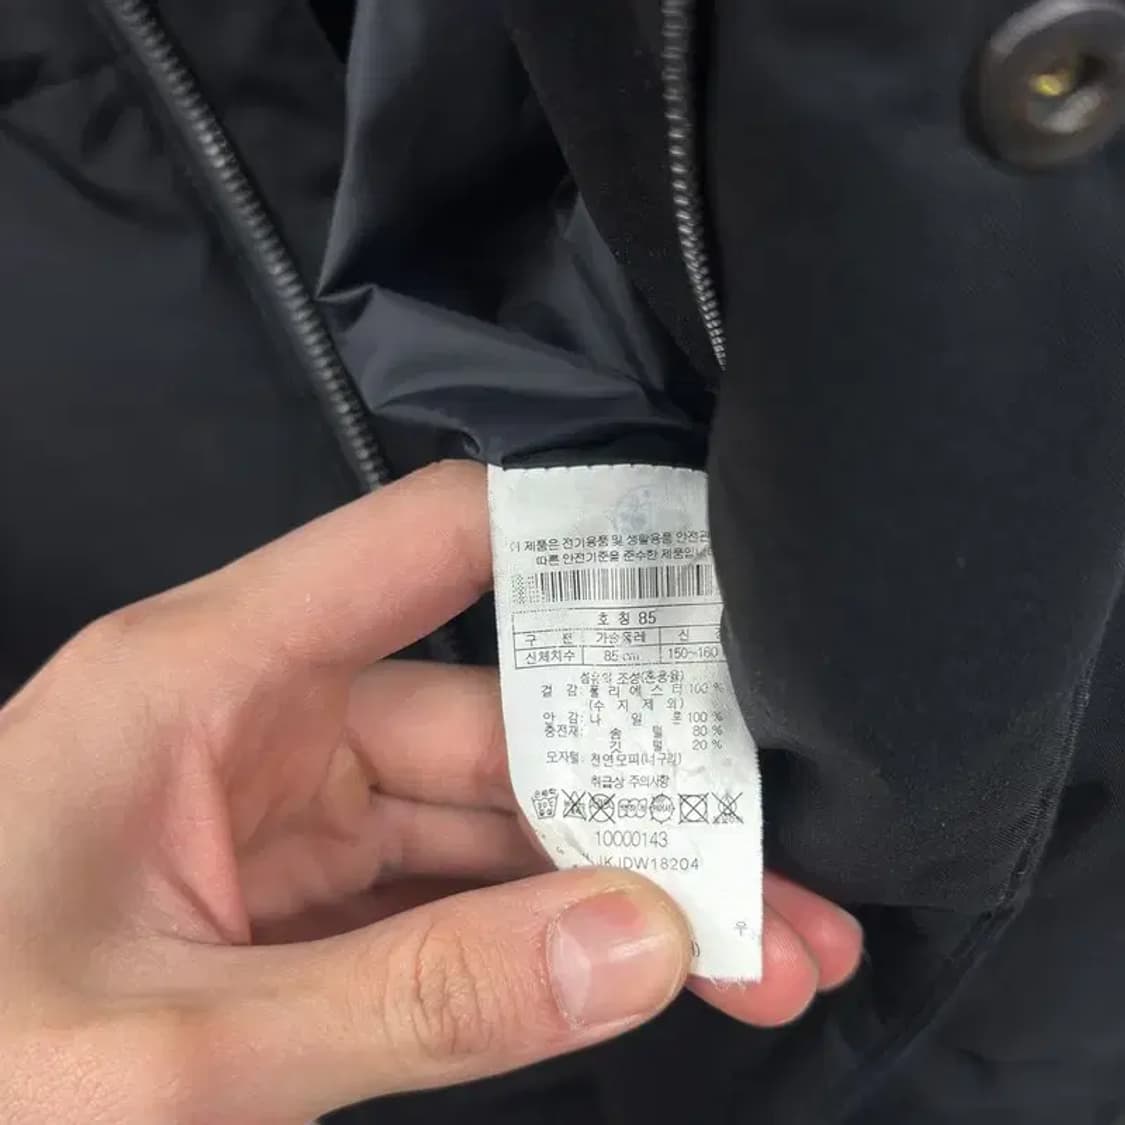 이 제품은 전기용품 및 생활용품 안전관
따른 안전기준을 준수한 제품입니다
호 칭 85
구 분 가슴둘레 신 장
신체치수 85 cm 150~160
섬유의 조성(혼용율)
겉 감: 폴 리 에 스 터 100 %
(수 지 제 외)
안 감: 나 일 론 100 %
충전재: 솜 털 80 %
깃 털 20 %
모자털: 천연모피(너구리)
취급상 주의사항
10000143
JKJDW18204
우